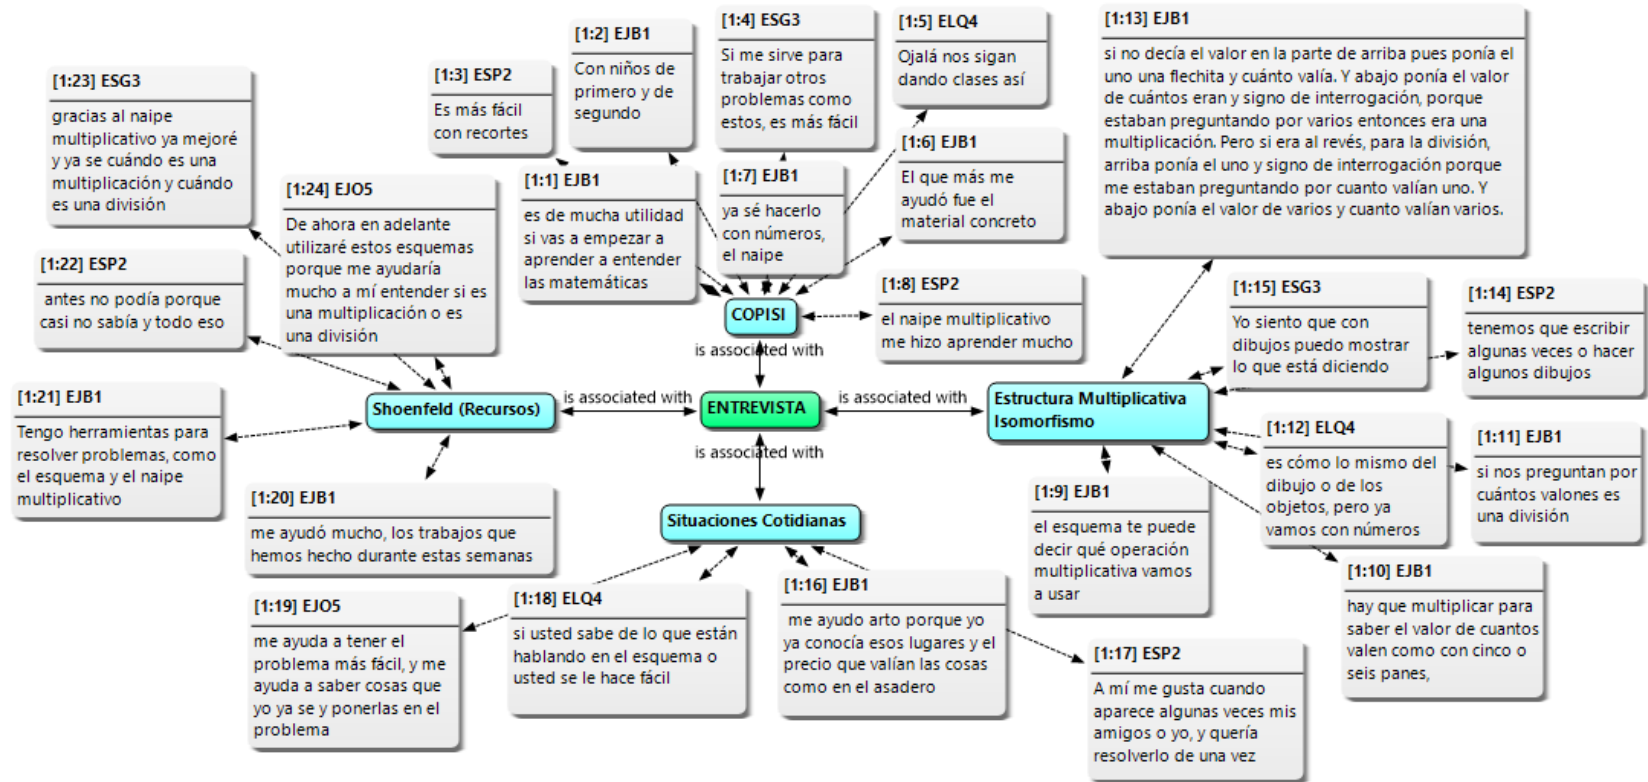 [1:23] ESG3
gracias al naipe
multiplicativo ya mejoré
y ya se cuándo es una
multiplicación y cuándo
es una división
[1:3] ESP2
Es más fácil
con recortes
[1:2] EJB1
Con niños de
primero y de
segundo
[1:4] ESG3
Si me sirve para
trabajar otros
problemas como
estos, es más fácil
[1:5] ELQ4
Ojalá nos sigan
dando clases así
[1:13] EJB1
si no decía el valor en la parte de arriba pues ponía el
uno una flechita y cuánto valía. Y abajo ponía el valor
de cuántos eran y signo de interrogación, porque
estaban preguntando por varios entonces era una
multiplicación. Pero si era al revés, para la división,
arriba ponía el uno y signo de interrogación porque
me estaban preguntando por cuanto valían uno. Y
abajo ponía el valor de varios y cuanto valían varios.
[1:24] EJO5
De ahora en adelante
utilizaré estos esquemas
porque me ayudaría
mucho a mí entender si es
una multiplicación o es
una división
[1:1] EJB1
es de mucha utilidad
si vas a empezar a
aprender a entender
las matemáticas
[1:7] EJB1
ya sé hacerlo
con números,
el naipe
[1:6] EJB1
El que más me
ayudó fue el
material concreto
[1:22] ESP2
antes no podía porque
casi no sabía y todo eso
COPISI
[1:8] ESP2
el naipe multiplicativo
me hizo aprender mucho
[1:15] ESG3
Yo siento que con
dibujos puedo mostrar
lo que está diciendo
[1:14] ESP2
tenemos que escribir
algunas veces o hacer
algunos dibujos
is associated with
[1:21] EJB1
Tengo herramientas para
resolver problemas, como
el esquema y el naipe
multiplicativo
Shoenfeld (Recursos)
is associated with
ENTREVISTA
is associated with
Estructura Multiplicativa
Isomorfismo
is associated with
[1:12] ELQ4
es cómo lo mismo del
dibujo o de los
objetos, pero ya
vamos con números
[1:11] EJB1
si nos preguntan por
cuántos valones es
una división
[1:20] EJB1
me ayudó mucho, los trabajos que
hemos hecho durante estas semanas
Situaciones Cotidianas
[1:9] EJB1
el esquema te puede
decir qué operación
multiplicativa vamos
a usar
[1:19] EJO5
me ayuda a tener el
problema más fácil, y me
ayuda a saber cosas que
yo ya se y ponerlas en el
problema
[1:18] ELQ4
si usted sabe de lo que están
hablando en el esquema o
usted se le hace fácil
[1:16] EJB1
me ayudo arto porque yo
ya conocía esos lugares y el
precio que valían las cosas
como en el asadero
[1:17] ESP2
A mí me gusta cuando
aparece algunas veces mis
amigos o yo, y quería
resolverlo de una vez
[1:10] EJB1
hay que multiplicar para
saber el valor de cuantos
valen como con cinco o
seis panes,